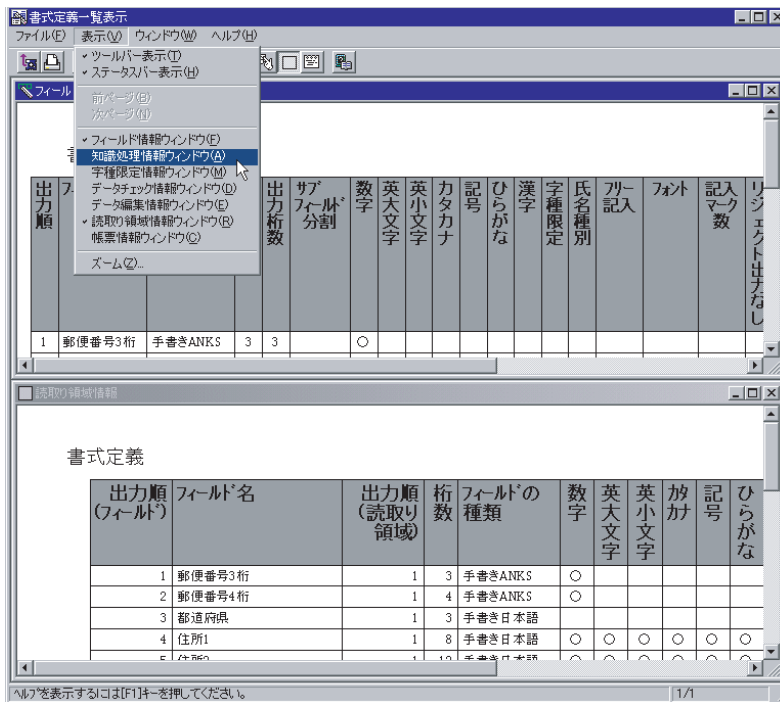 書式定義一覧表示
ファイル(F) 表示(V) ウィンドウ(W) ヘルプ(H)
ツールバー表示(T)
ステータスバー表示(H)
前ページ(B)
次ページ(N)
フィールド情報ウィンドウ(F)
知識処理情報ウィンドウ(A)
字種限定情報ウィンドウ(M)
データチェック情報ウィンドウ(D)
データ編集情報ウィンドウ(E)
読取り領域情報ウィンドウ(R)
帳票情報ウィンドウ(C)
ズーム(Z)...
フィール
出力順 フ 出力桁数 サブフィールド分割 数字 英大文字 英小文字 カタカナ 記号 ひらがな 漢字 字種限定 氏名種別 フリー記入 フォント 記入マーク数 リジェクト出力なし
1 郵便番号3桁 手書きANKS 3 3 ○
読取り領域情報
書式定義
出力順(フィールド) フィールド名 出力順(読取り領域) 桁数 フィールドの種類 数字 英大文字 英小文字 カタカナ 記号 ひらがな
1 郵便番号3桁 1 3 手書きANKS ○
2 郵便番号4桁 1 4 手書きANKS ○
3 都道府県 1 3 手書き日本語
4 住所1 1 8 手書き日本語 ○ ○ ○ ○ ○ ○
ヘルプを表示するには[F1]キーを押してください。 1/1